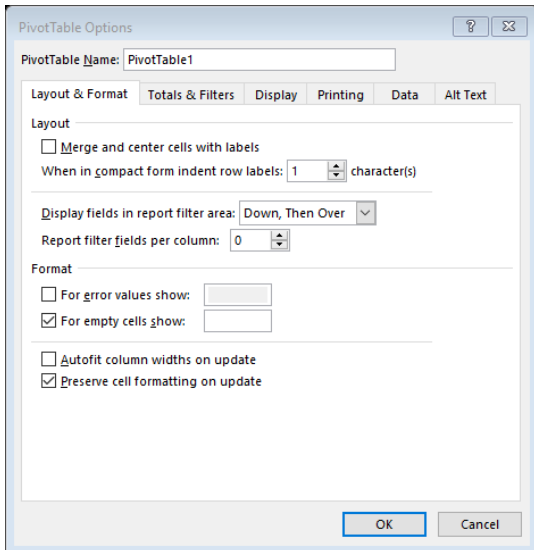 PivotTable Options
PivotTable Name: PivotTable1
Layout & Format Totals & Filters Display Printing Data Alt Text
Layout
Merge and center cells with labels
When in compact form indent row labels: 1 character(s)
Display fields in report filter area: Down, Then Over
Report filter fields per column: 0
Format
For error values show:
For empty cells show:
Autofit column widths on update
Preserve cell formatting on update
OK Cancel